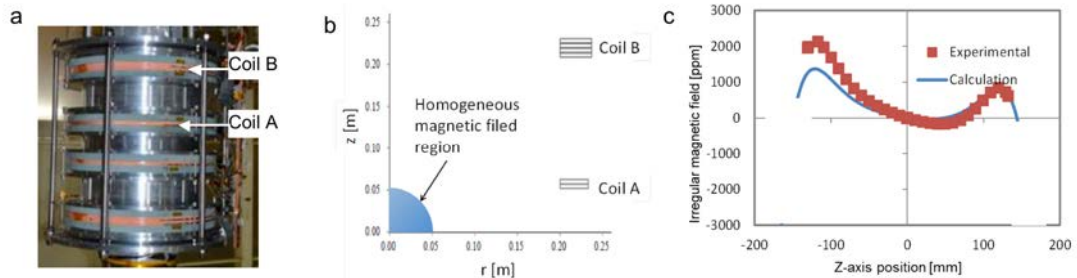 a
Coil B
Coil A
b
z [m]
0.25
0.20
0.15
0.10
0.05
0.00
0.00 0.05 0.10 0.15 0.20 0.25
r [m]
Coil B
Homogeneous
magnetic filed
region
Coil A
c
Irregular magnetic field [ppm]
3000
2000
1000
0
-1000
-2000
-3000
-200 -100 0 100 200
Z-axis position [mm]
Experimental
Calculation